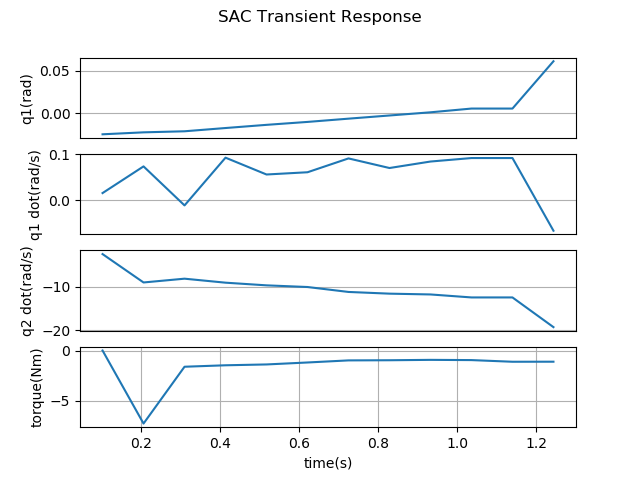 SAC Transient Response
q1(rad)
0.05
0.00
q1 dot(rad/s)
0.1
0.0
q2 dot(rad/s)
−10
−20
torque(Nm)
0
−5
0.2 0.4 0.6 0.8 1.0 1.2
time(s)